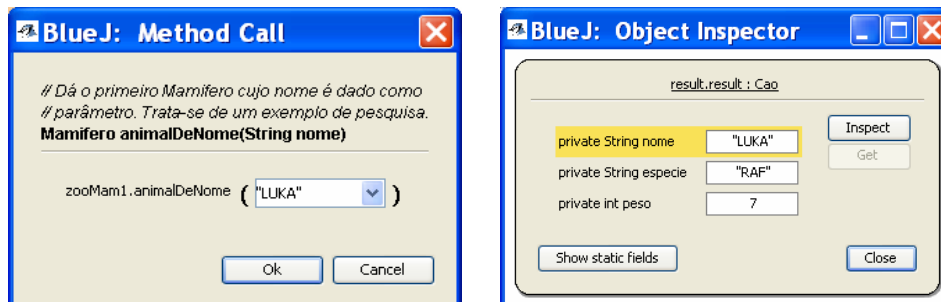 BlueJ: Method Call
// Dá o primeiro Mamifero cujo nome é dado como
// parâmetro. Trata-se de um exemplo de pesquisa.
Mamifero animalDeNome(String nome)
zooMam1.animalDeNome ( "LUKA" )
Ok Cancel
BlueJ: Object Inspector
result.result : Cao
private String nome "LUKA"
private String especie "RAF"
private int peso 7
Inspect
Get
Show static fields Close